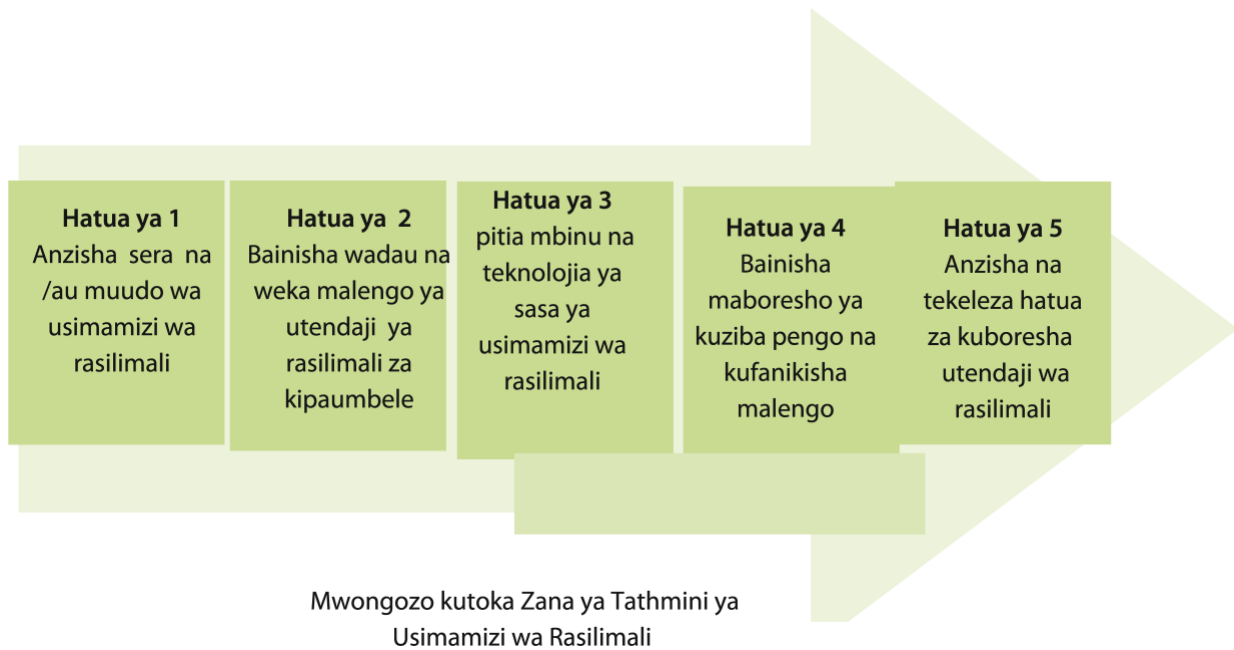 Hatua ya 1
Anzisha sera na
/au muudo wa
usimamizi wa
rasilimali
Hatua ya 2
Bainisha wadau na
weka malengo ya
utendaji ya
rasilimali za
kipaumbele
Hatua ya 3
pitia mbinu na
teknolojia ya
sasa ya
usimamizi wa
rasilimali
Hatua ya 4
Bainisha
maboresho ya
kuziba pengo na
kufanikisha
malengo
Hatua ya 5
Anzisha na
tekeleza hatua
za kuboresha
utendaji wa
rasilimali
Mwongozo kutoka Zana ya Tathmini ya
Usimamizi wa Rasilimali